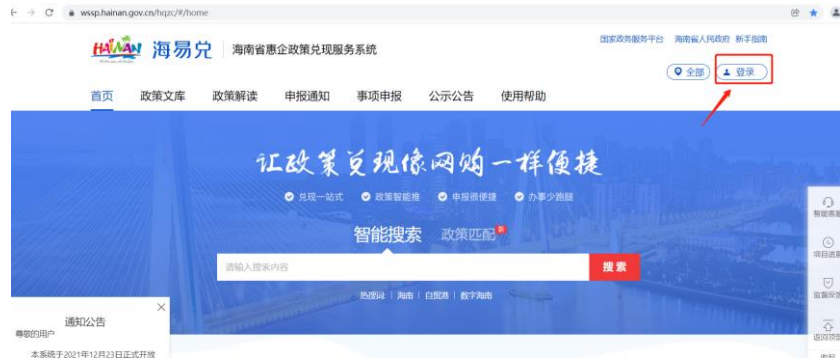 wssp.hainan.gov.cn/hqzc/#/home
国家政务服务平台 海南省人民政府 新手指南
HAINAN 海易兑 海南省惠企政策兑现服务系统
全部 登录
首页 政策文库 政策解读 申报通知 事项申报 公示公告 使用帮助
让政策兑现像网购一样便捷
兑现一站式 政策智能推 申报很便捷 办事少跑腿
智能搜索 政策匹配
请输入搜索内容 搜索
热搜词 海南 自贸港 数字海南
智能客服
项目进度
监督反馈
返回顶部
通知公告
尊敬的用户
本系统于2021年12月23日正式开放